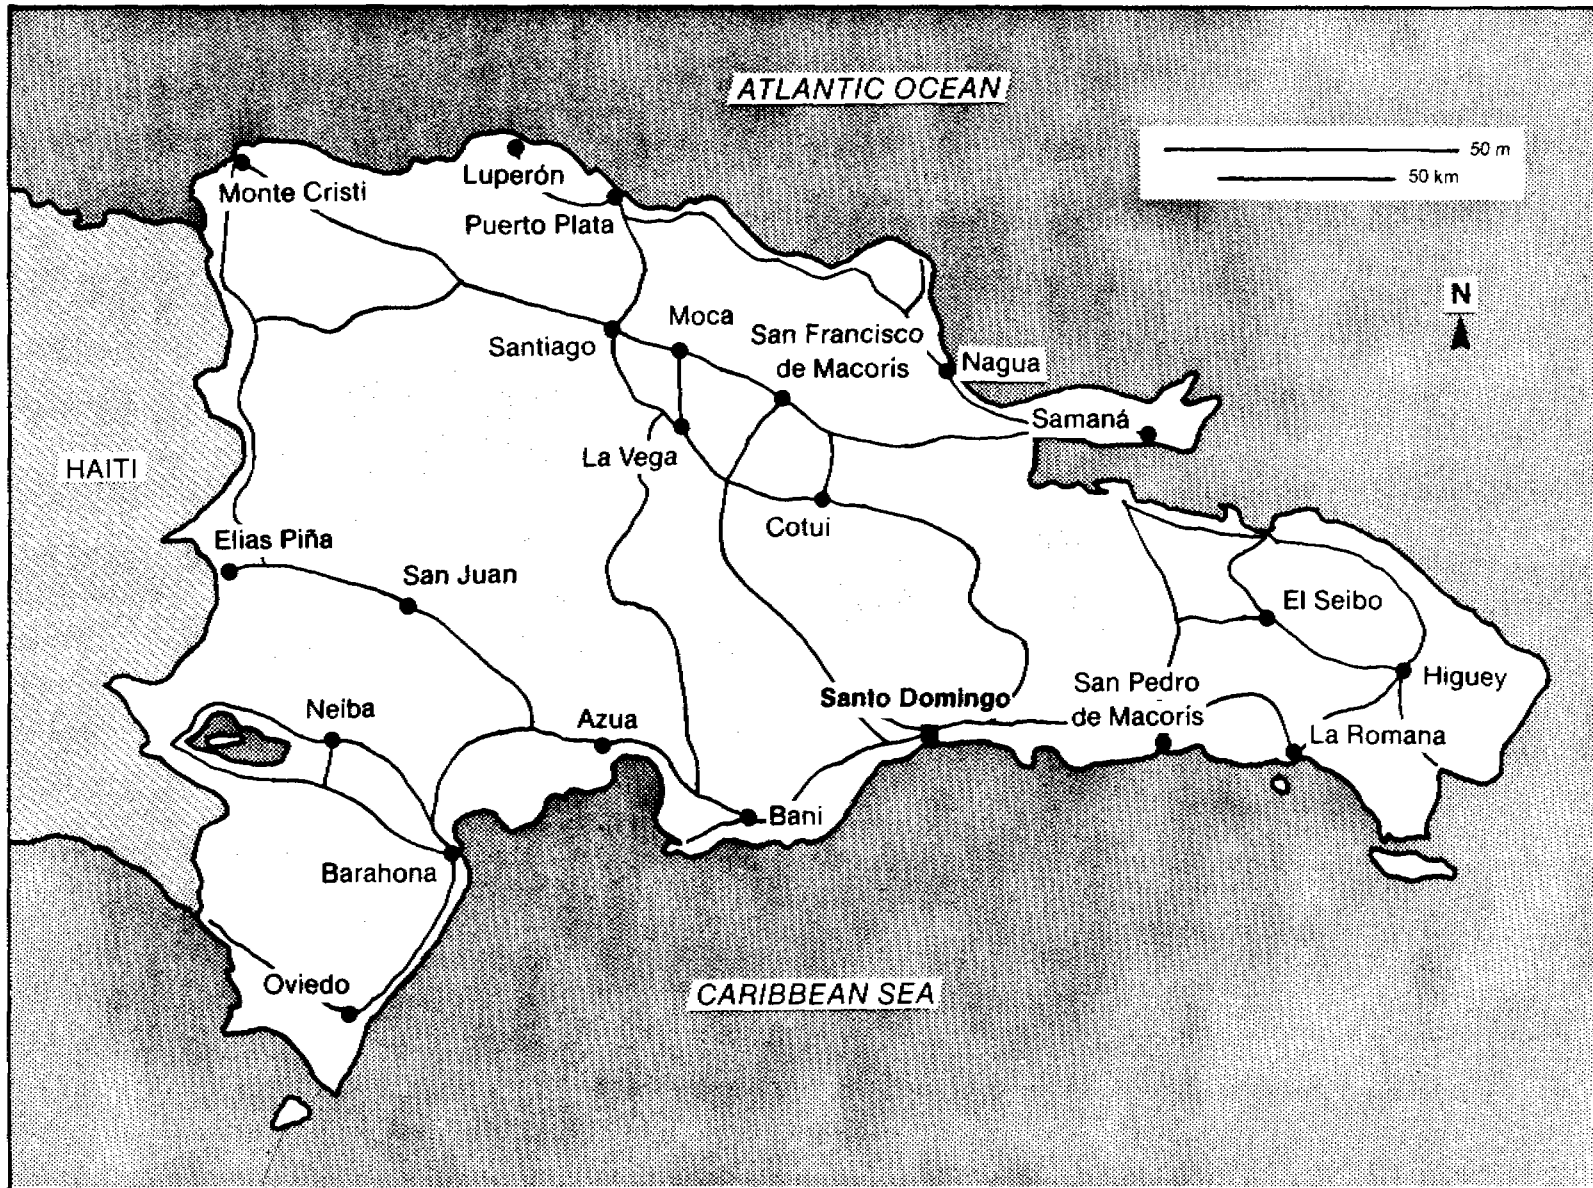 ATLANTIC OCEAN
50 m
50 km
Luperón
Monte Cristi
Puerto Plata
N
Moca
San Francisco
de Macorís
Santiago
Nagua
Samaná
La Vega
HAITI
Cotui
Elias Piña
San Juan
El Seibo
Higuey
San Pedro
de Macorís
Santo Domingo
Neiba
Azua
La Romana
Bani
Barahona
Oviedo
CARIBBEAN SEA